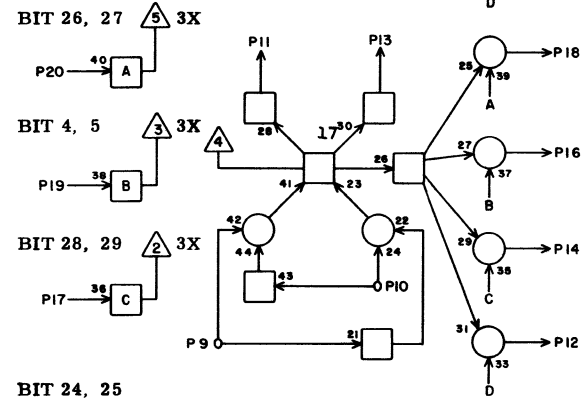 D
BIT 26, 27 5 3X
P20 40 A
P11 P13 P18
25 39
A
28 17 30
BIT 4, 5 3 3X
4
P19 38 B
26
27 37 P16
B
41 23
BIT 28, 29 2 3X
42 22
44 24
29 35 P14
C
P17 36 C
43 P10
P9 21
31 33 P12
D
BIT 24, 25